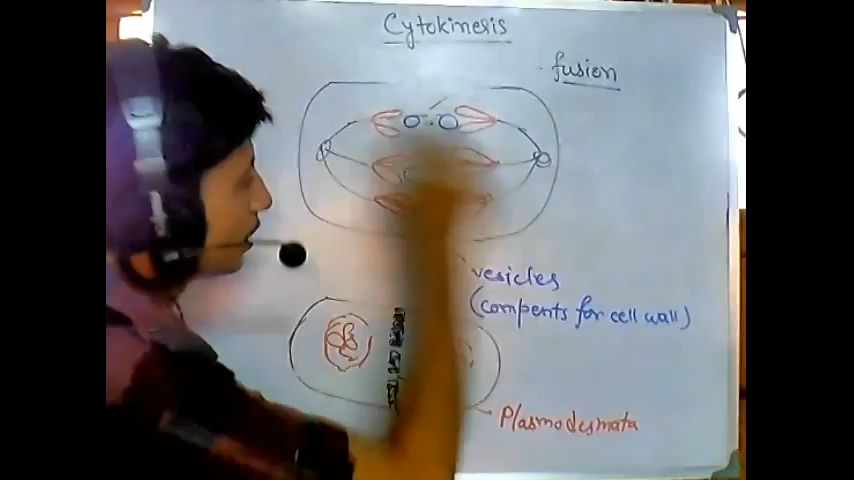 Cytokinesis
fusion
vesicles
(compents for cell wall)
Plasmodesmata